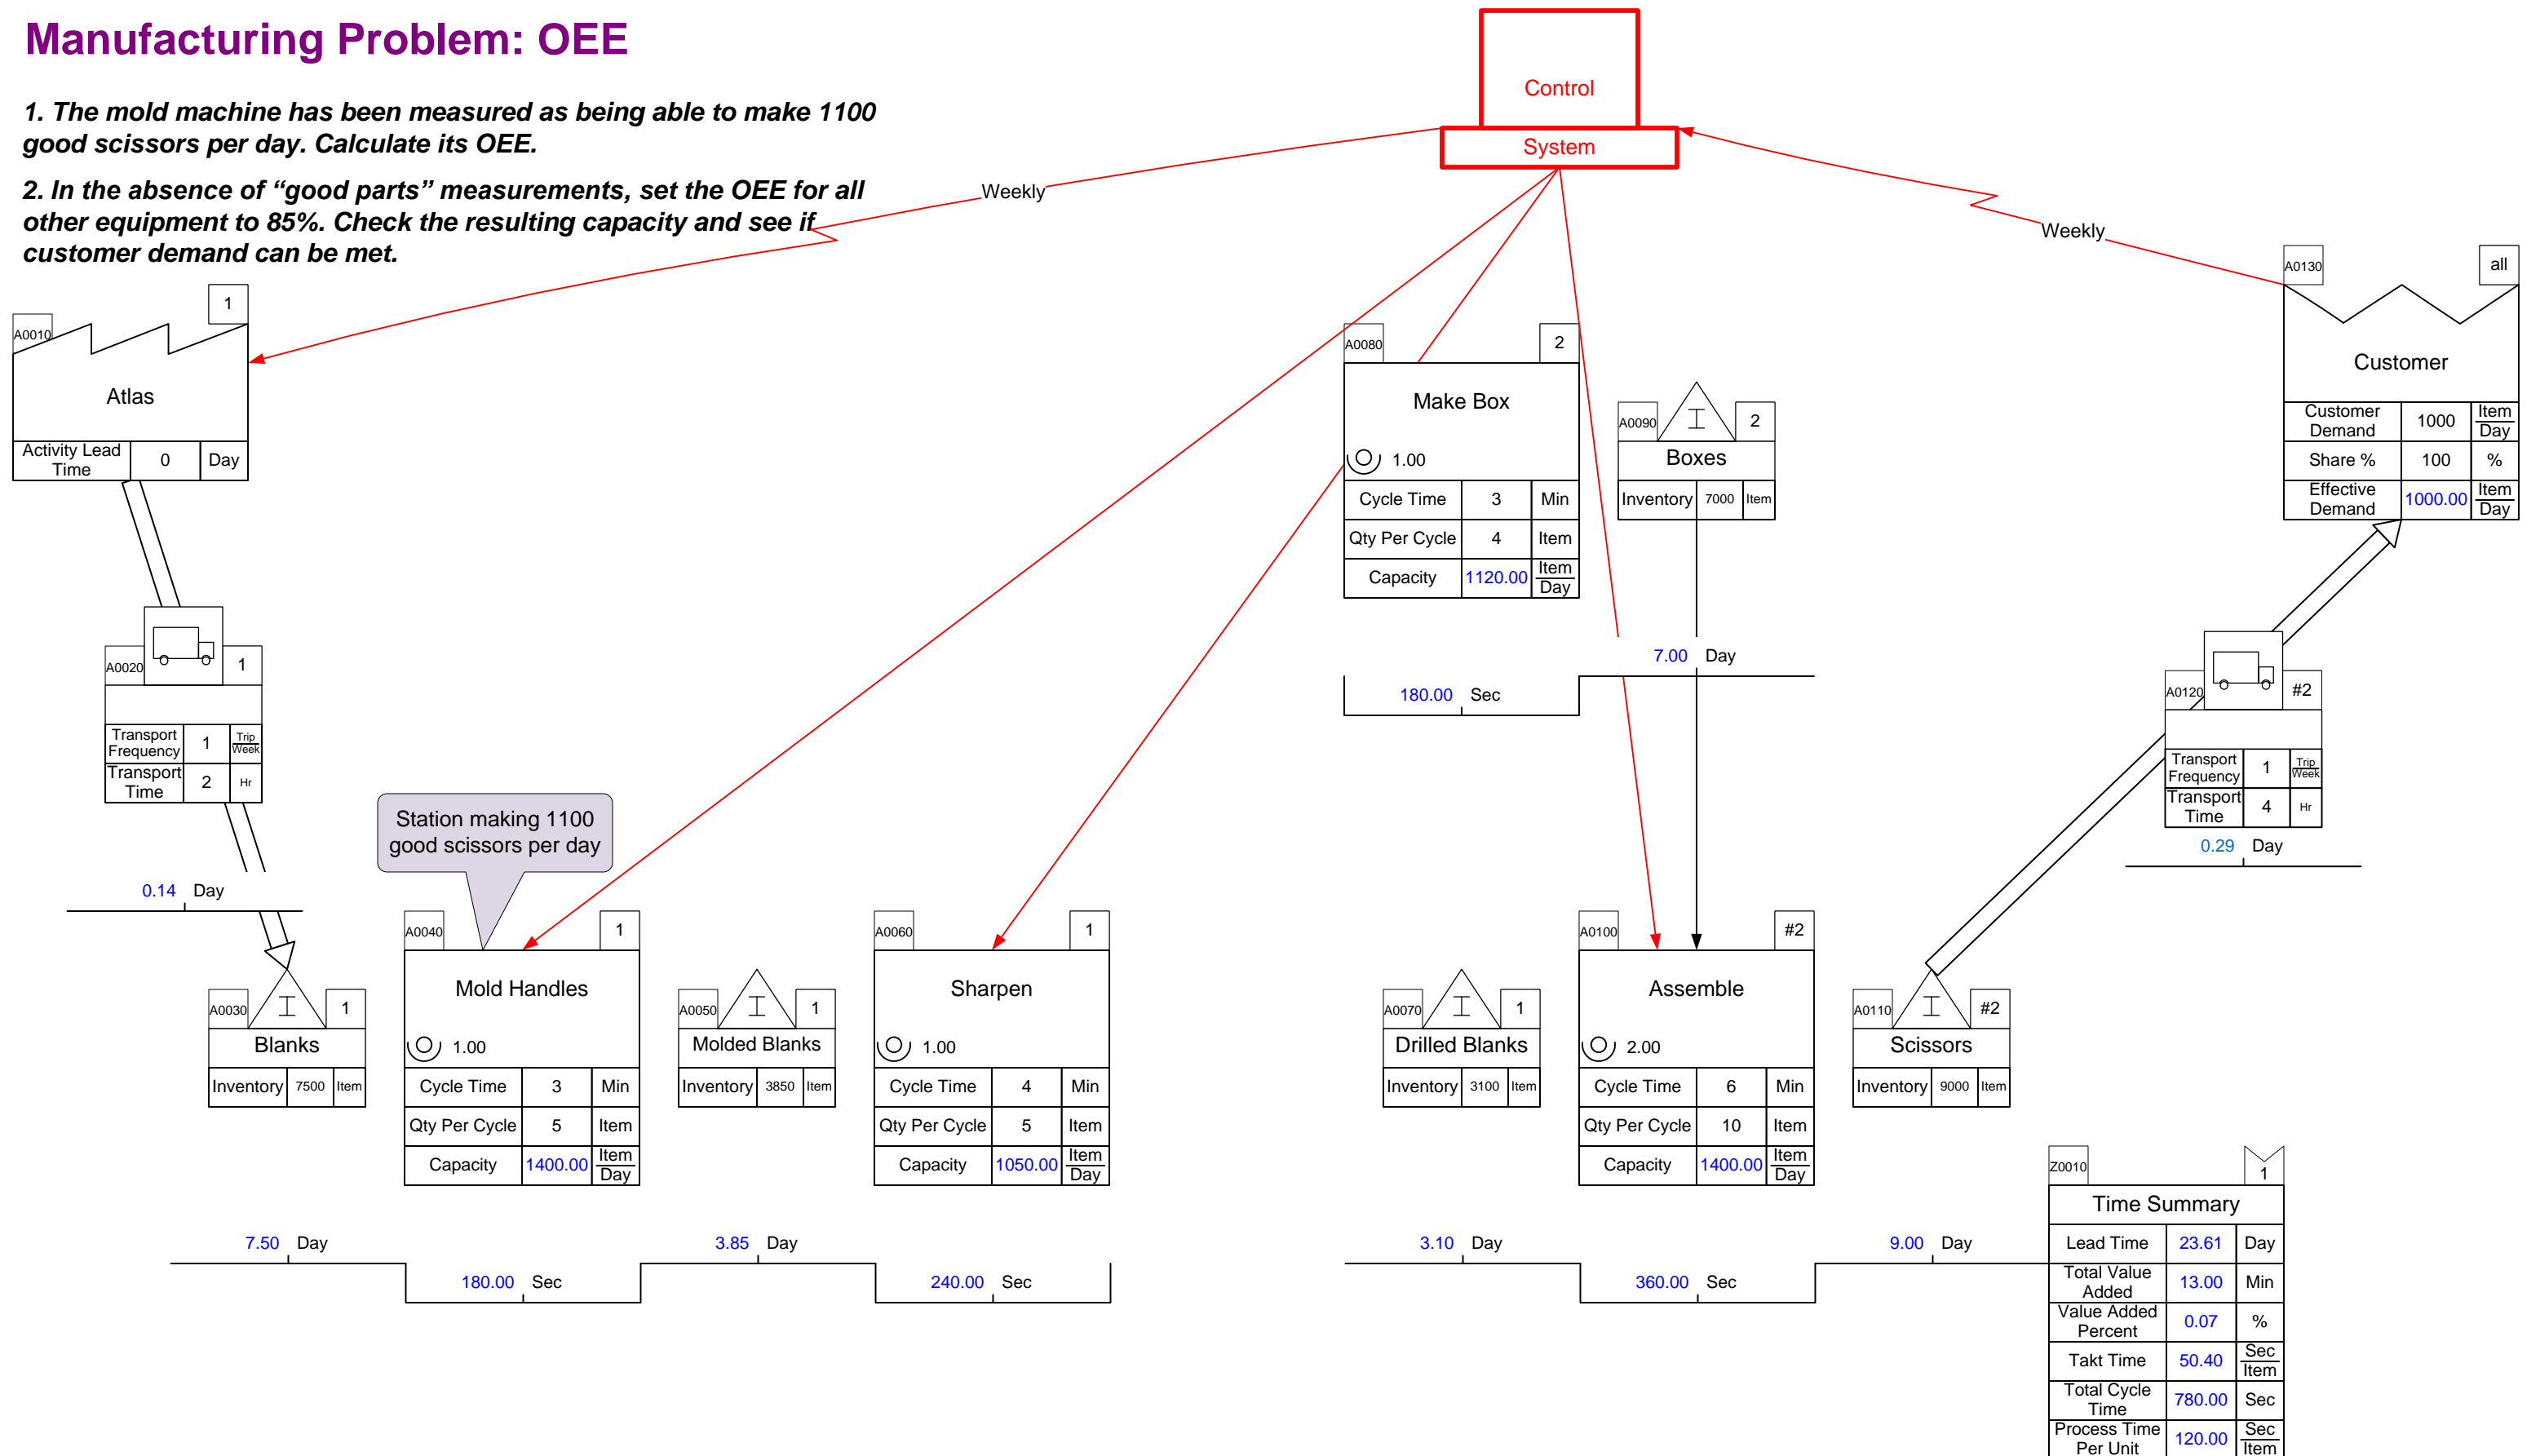 Manufacturing Problem: OEE
1. The mold machine has been measured as being able to make 1100
good scissors per day. Calculate its OEE.
2. In the absence of “good parts” measurements, set the OEE for all
other equipment to 85%. Check the resulting capacity and see if
customer demand can be met.
Control
System
Weekly
Weekly
A0010
1
Atlas
Activity Lead
Time
0
Day
A0020
1
Transport
Frequency
1
Trip
Week
Transport
Time
2
Hr
0.14 Day
A0080
2
Make Box
1.00
Cycle Time
3
Min
Qty Per Cycle
4
Item
Capacity
1120.00
Item
Day
180.00 Sec
A0090
I
2
Boxes
Inventory
7000
Item
7.00 Day
A0130
all
Customer
Customer
Demand
1000
Item
Day
Share %
100
%
Effective
Demand
1000.00
Item
Day
A0120
#2
Transport
Frequency
1
Trip
Week
Transport
Time
4
Hr
0.29 Day
Station making 1100
good scissors per day
A0030
I
1
Blanks
Inventory
7500
Item
7.50 Day
A0040
1
Mold Handles
1.00
Cycle Time
3
Min
Qty Per Cycle
5
Item
Capacity
1400.00
Item
Day
180.00 Sec
A0050
I
1
Molded Blanks
Inventory
3850
Item
3.85 Day
A0060
1
Sharpen
1.00
Cycle Time
4
Min
Qty Per Cycle
5
Item
Capacity
1050.00
Item
Day
240.00 Sec
A0070
I
1
Drilled Blanks
Inventory
3100
Item
3.10 Day
A0100
#2
Assemble
2.00
Cycle Time
6
Min
Qty Per Cycle
10
Item
Capacity
1400.00
Item
Day
360.00 Sec
A0110
I
#2
Scissors
Inventory
9000
Item
9.00 Day
Z0010
1
Time Summary
Lead Time
23.61
Day
Total Value
Added
13.00
Min
Value Added
Percent
0.07
%
Takt Time
50.40
Sec
Item
Total Cycle
Time
780.00
Sec
Process Time
Per Unit
120.00
Sec
Item